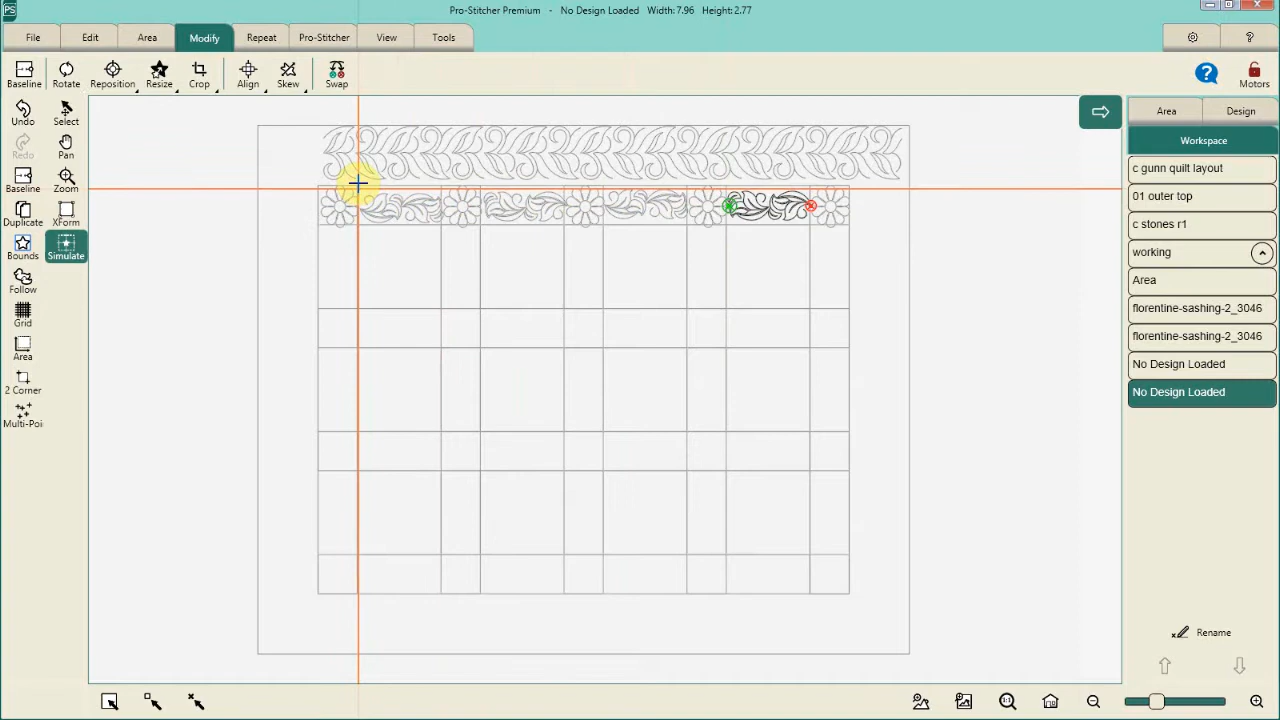 PS
Pro-Stitcher Premium - No Design Loaded Width: 7.96 Height: 2.77
File Edit Area Modify Repeat Pro-Stitcher View Tools ?
Baseline Rotate Reposition Resize Crop Align Skew Swap ? Motors
Undo Select
Redo Pan
Baseline Zoom
Duplicate XForm
Bounds Simulate
Follow
Grid
Area
2 Corner
Multi-Poi
Area Design
Workspace
c gunn quilt layout
01 outer top
c stones r1
working
Area
florentine-sashing-2_3046
florentine-sashing-2_3046
No Design Loaded
No Design Loaded
Rename
1:1